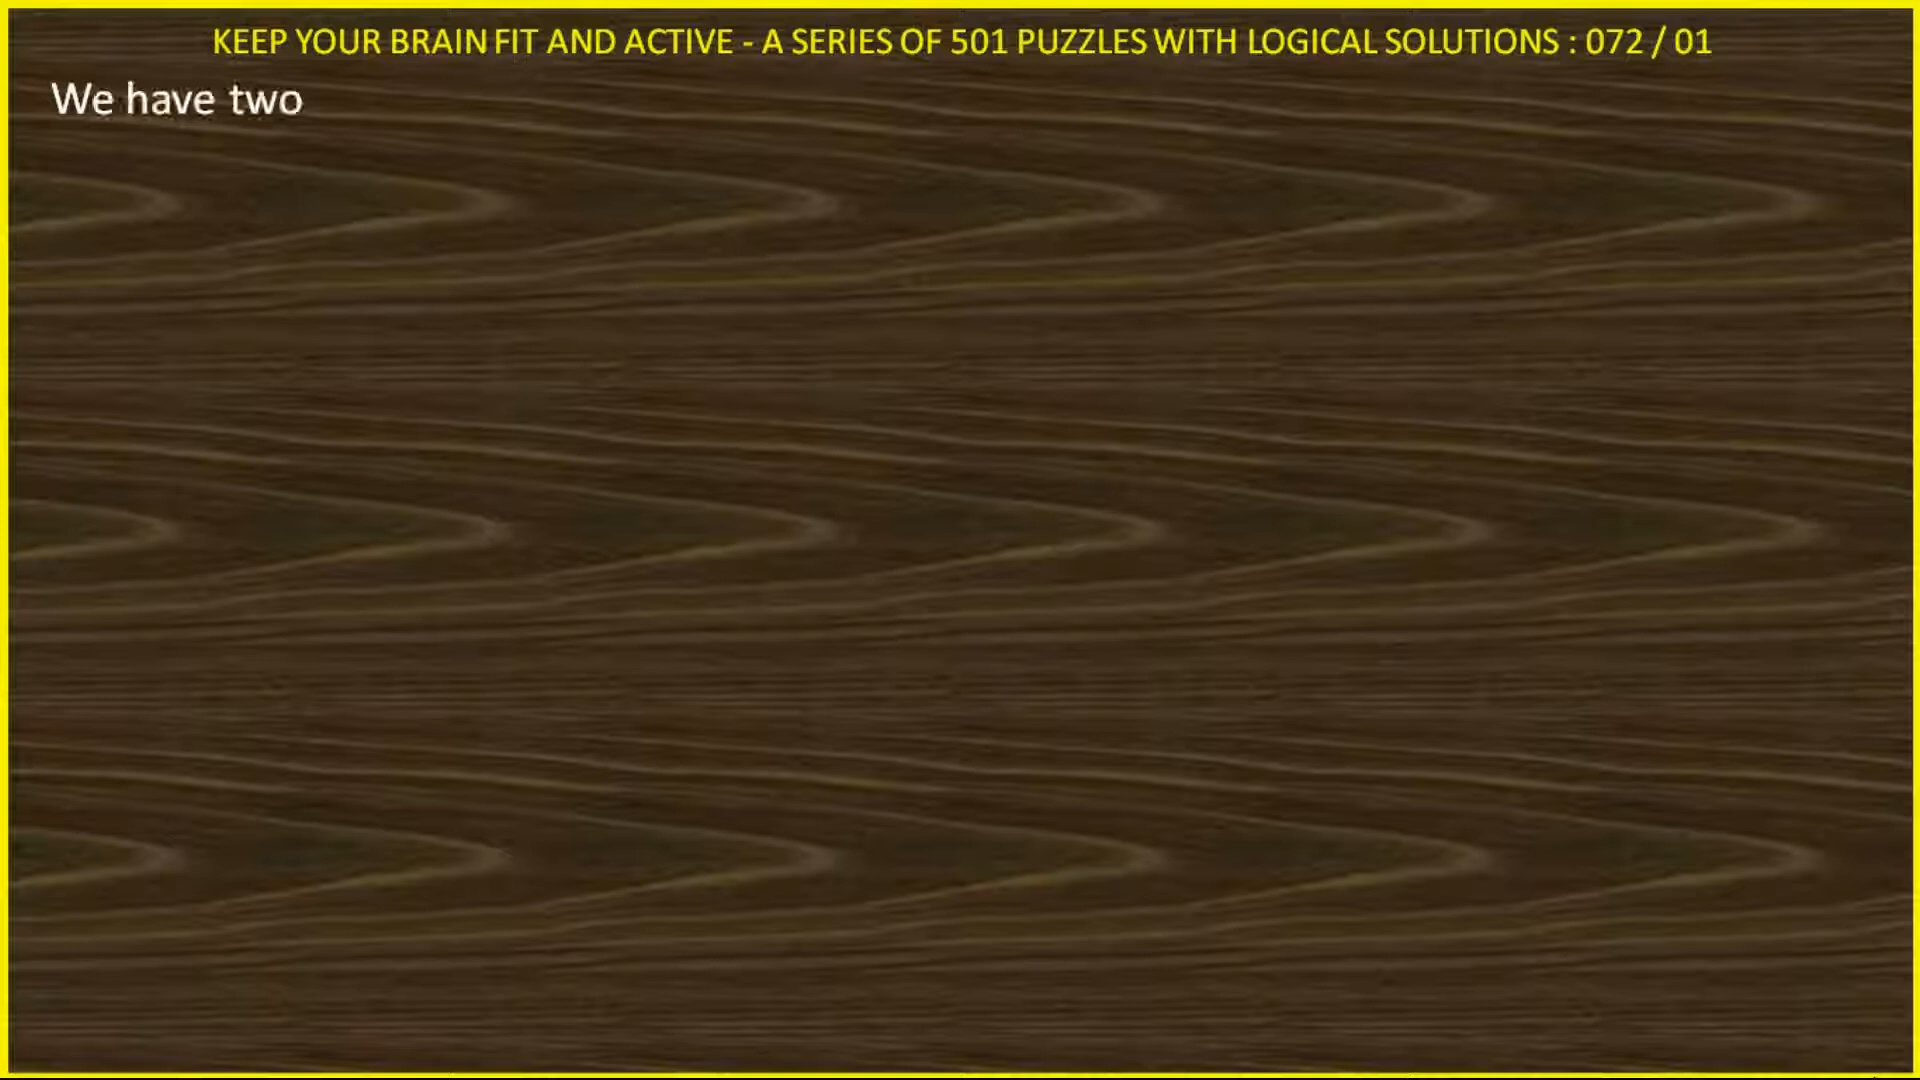 KEEP YOUR BRAIN FIT AND ACTIVE - A SERIES OF 501 PUZZLES WITH LOGICAL SOLUTIONS : 072 / 01
We have two